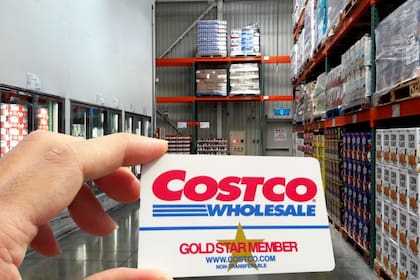 COSTCO
WHOLESALE
GOLD STAR MEMBER
WWW.COSTCO.COM
NON-TRANSFERABLE